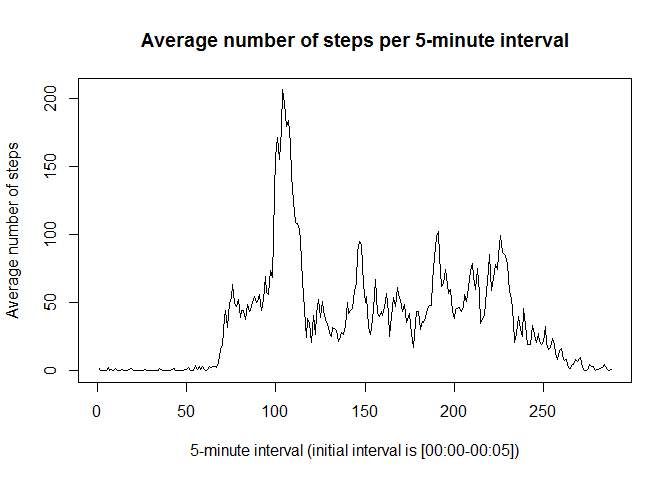 Average number of steps per 5-minute interval
Average number of steps
200
150
100
50
0
0 50 100 150 200 250
5-minute interval (initial interval is [00:00-00:05])